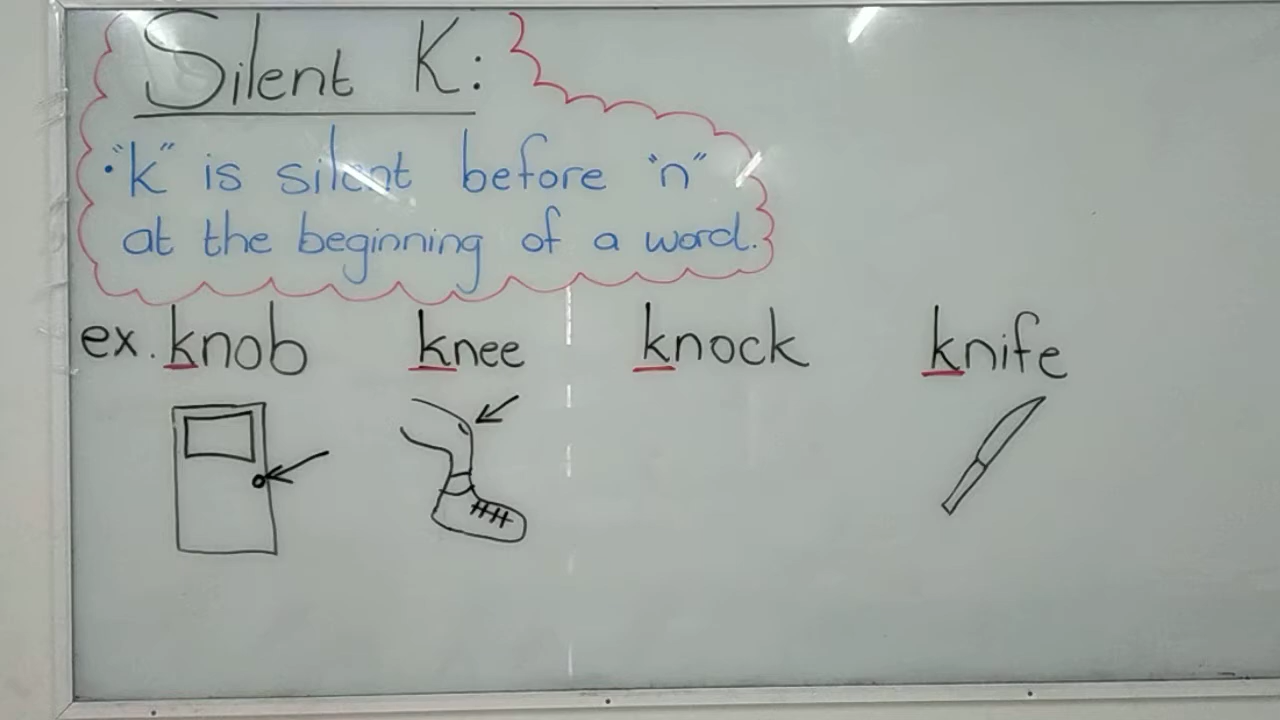 Silent K:
• "k" is silent before "n"
at the beginning of a word.
ex. knob knee knock knife